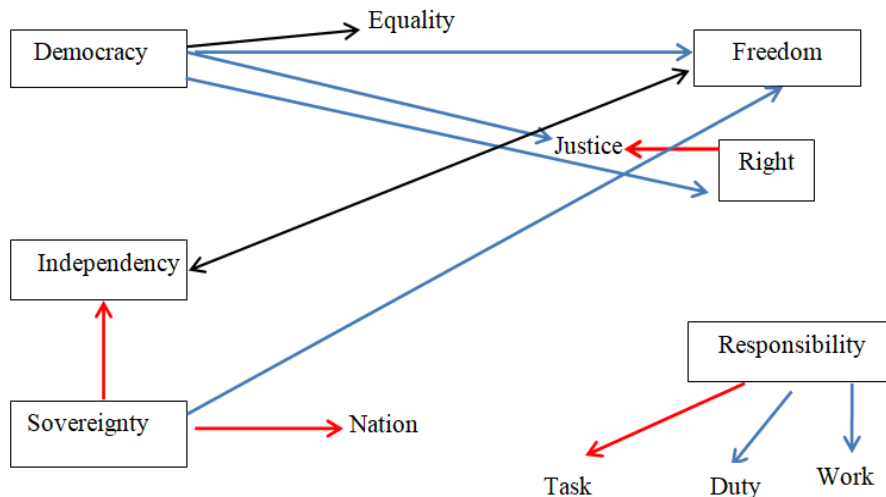 Equality
Democracy
Freedom
Justice
Right
Independency
Responsibility
Sovereignty
Nation
Task
Duty
Work